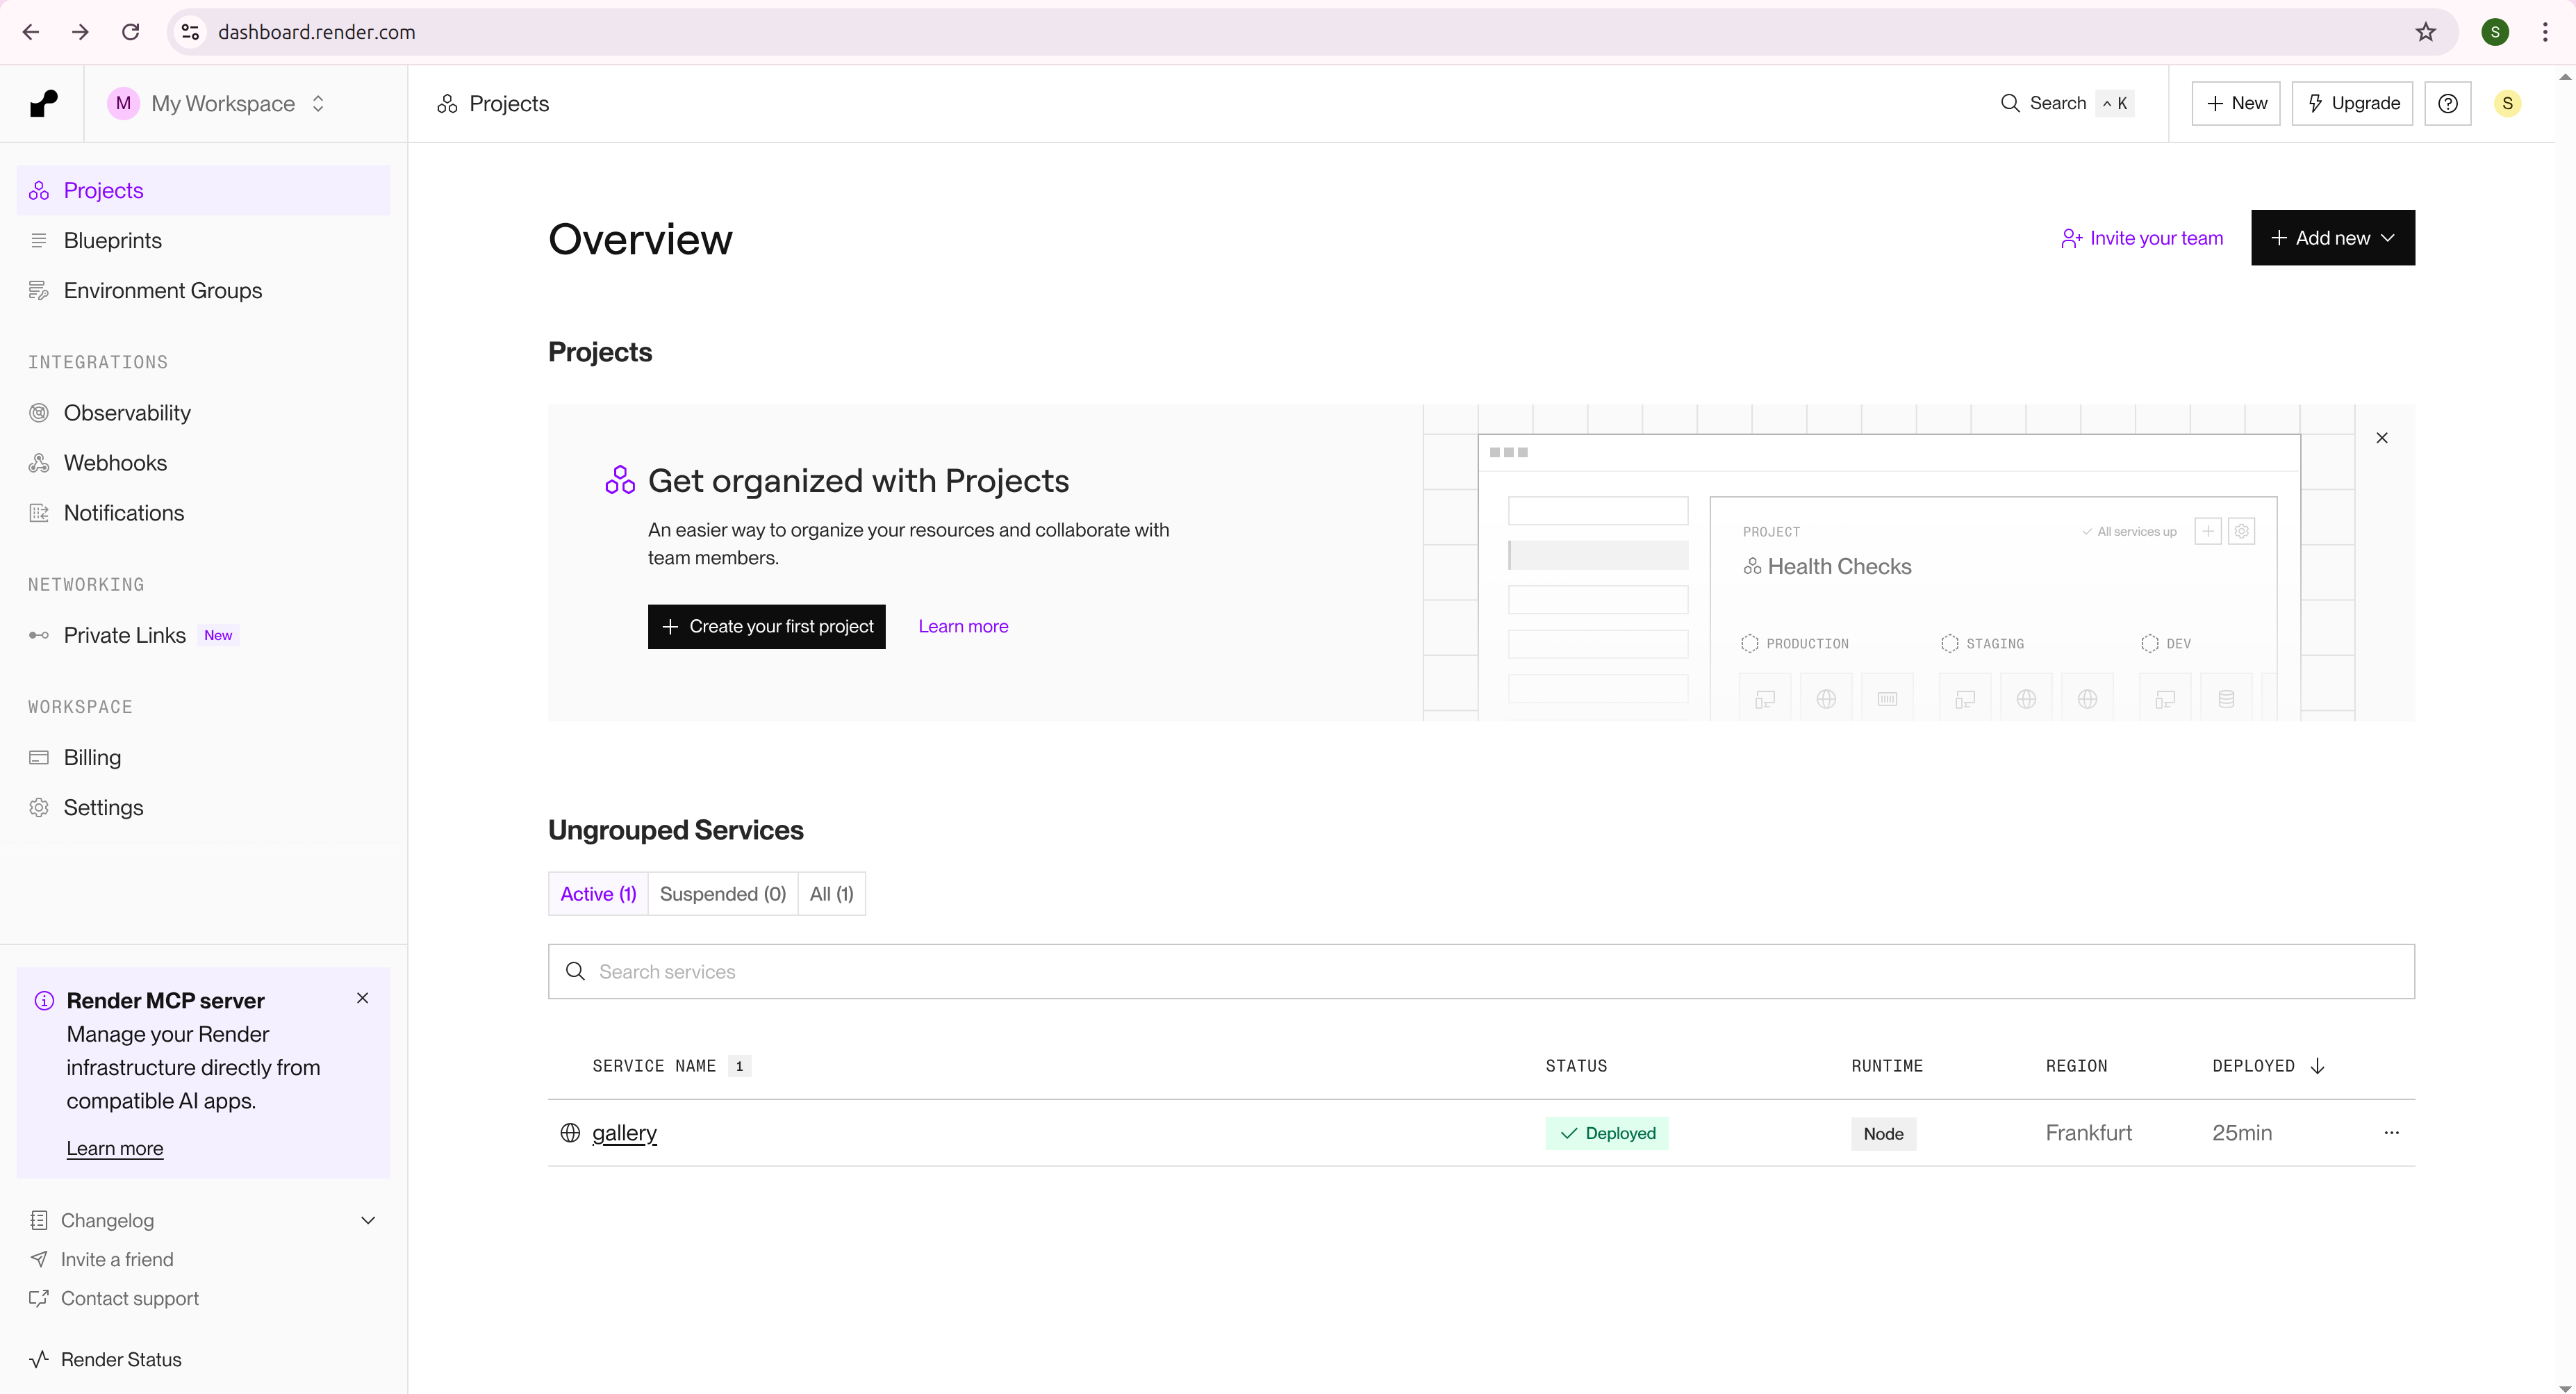 dashboard.render.com
S
M
My Workspace
Projects
Search
^ K
New
Upgrade
S
Projects
Blueprints
Environment Groups
INTEGRATIONS
Observability
Webhooks
Notifications
NETWORKING
Private Links New
WORKSPACE
Billing
Settings
Render MCP server
Manage your Render
infrastructure directly from
compatible AI apps.
Learn more
Changelog
Invite a friend
Contact support
Render Status
Overview
Invite your team
Add new
Projects
Get organized with Projects
An easier way to organize your resources and collaborate with
team members.
Create your first project
Learn more
PROJECT
All services up
Health Checks
PRODUCTION
STAGING
DEV
Ungrouped Services
Active (1)
Suspended (0)
All (1)
Search services
SERVICE NAME 1
STATUS
RUNTIME
REGION
DEPLOYED
gallery
Deployed
Node
Frankfurt
25min